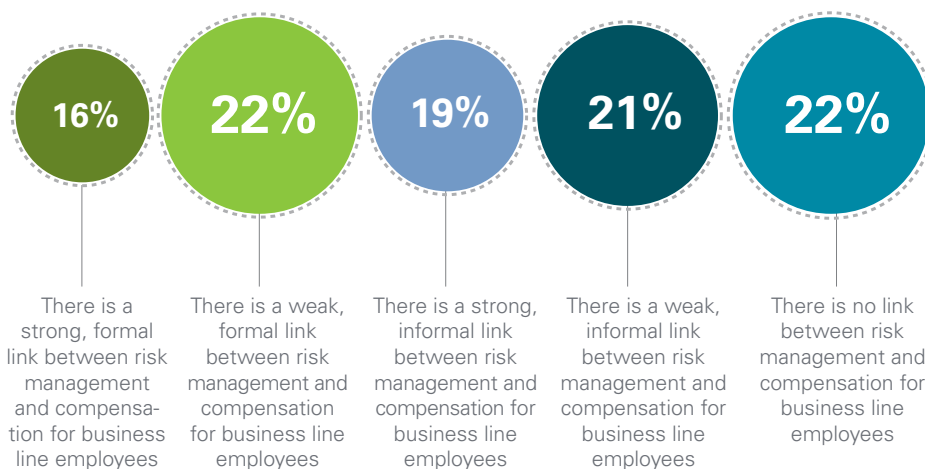 16%
22%
19%
21%
22%
There is a
strong, formal
link between risk
management
and compensa-
tion for business
line employees
There is a weak,
formal link
between risk
management and
compensation
for business line
employees
There is a strong,
informal link
between risk
management and
compensation for
business line
employees
There is a weak,
informal link
between risk
management and
compensation for
business line
employees
There is no link
between risk
management and
compensation for
business line
employees